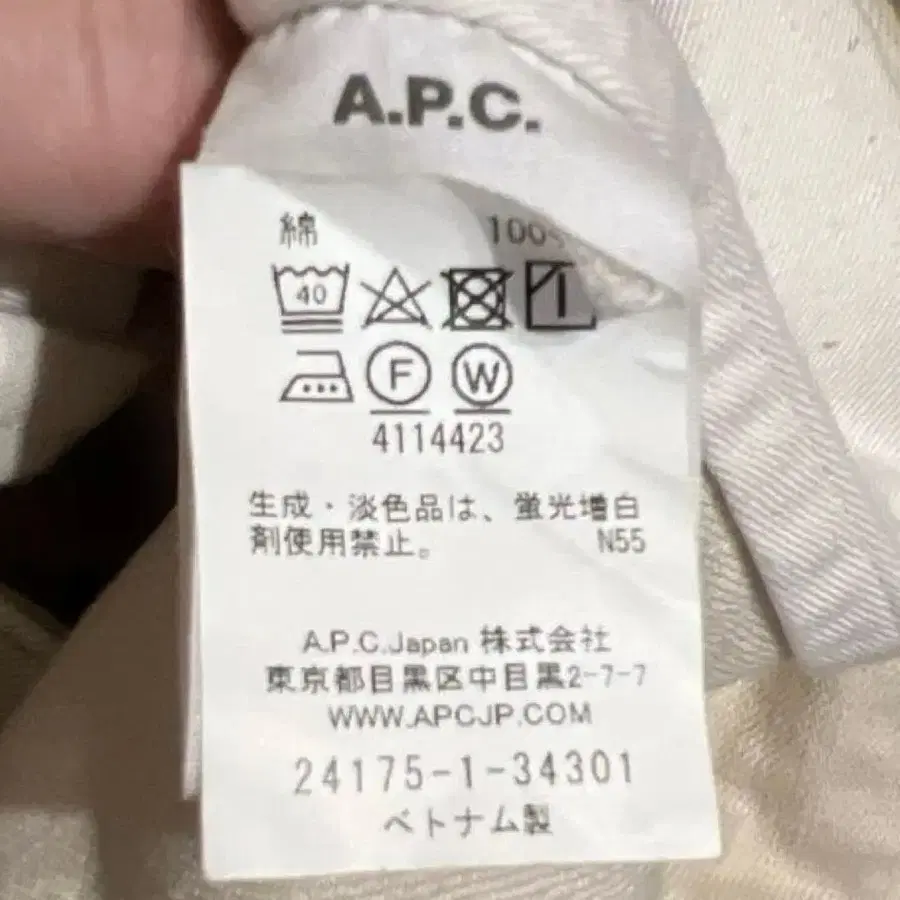 A.P.C.
綿 100%
40
F W
4114423
生成・淡色品は、蛍光増白
剤使用禁止。 N55
A.P.C.Japan 株式会社
東京都目黒区中目黒2-7-7
WWW.APCJP.COM
24175-1-34301
ベトナム製